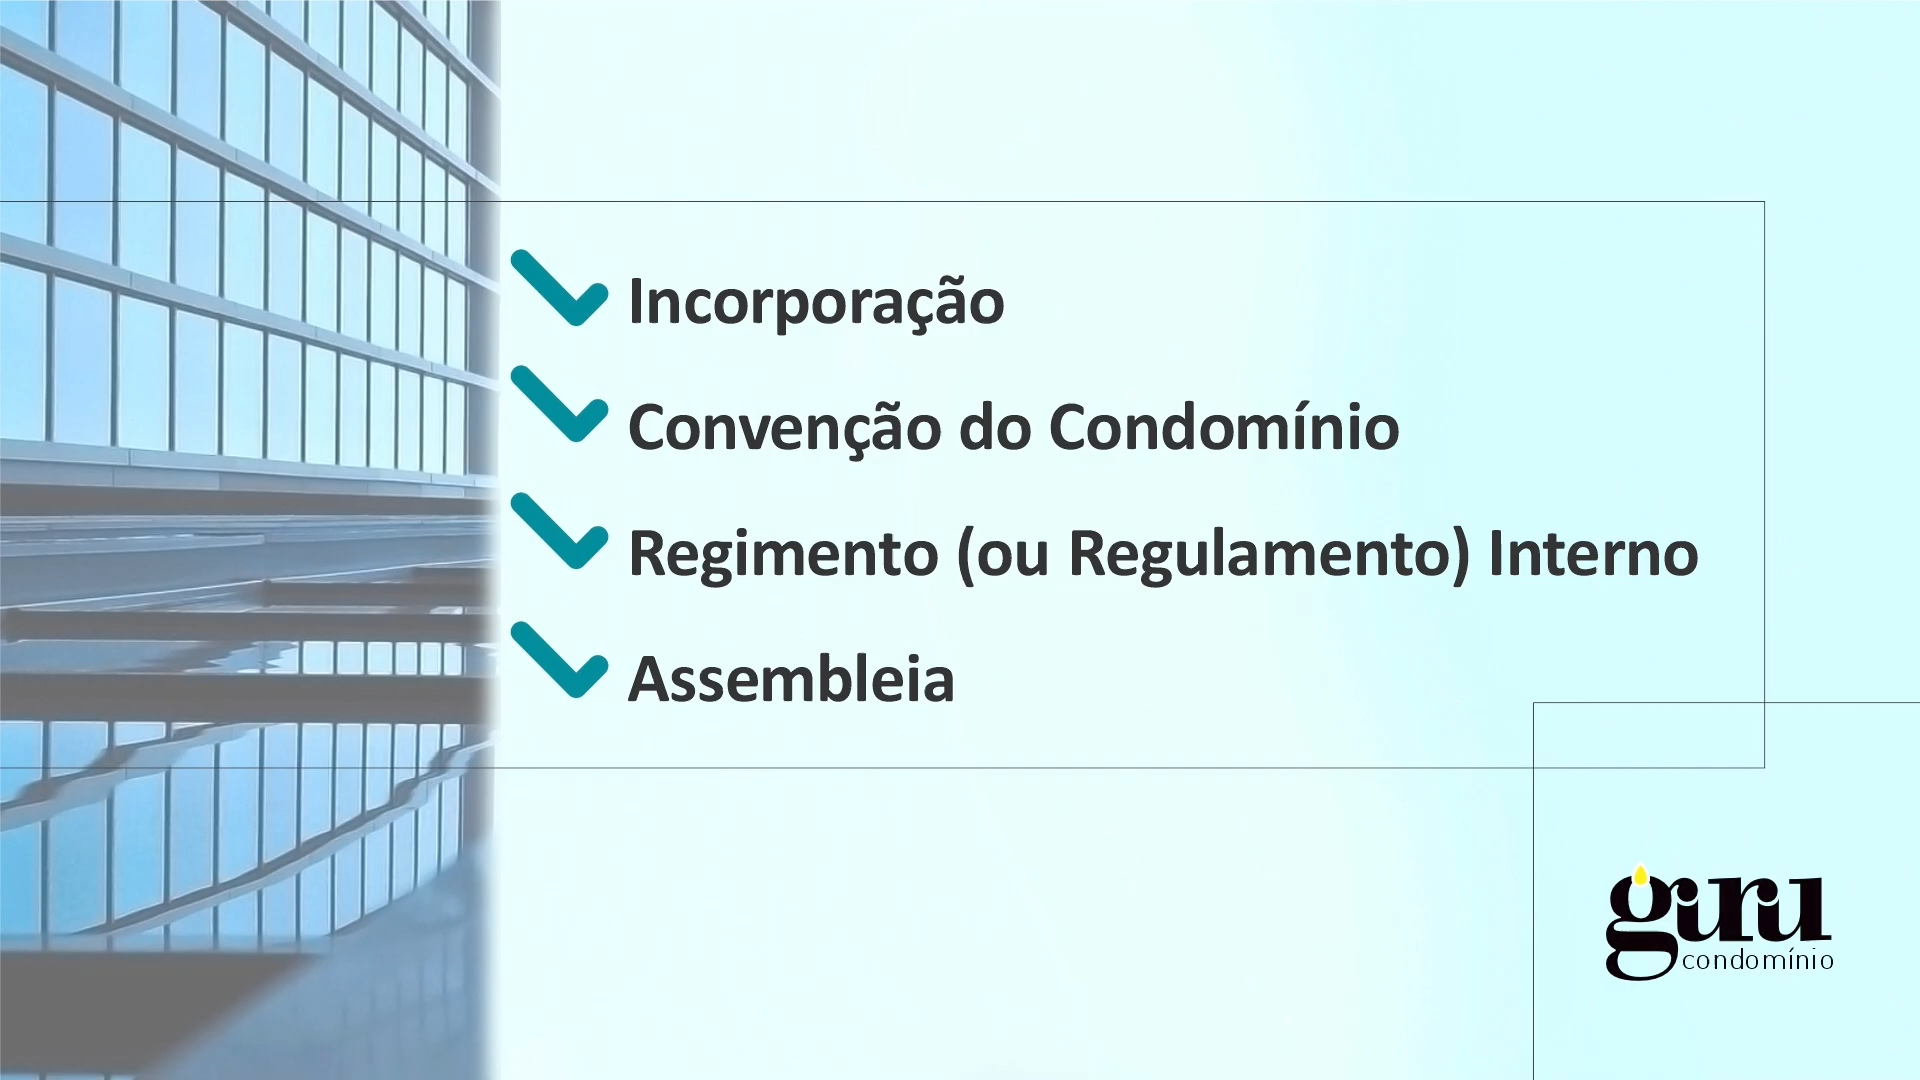 Incorporação
Convenção do Condomínio
Regimento (ou Regulamento) Interno
Assembleia
guru
condomínio